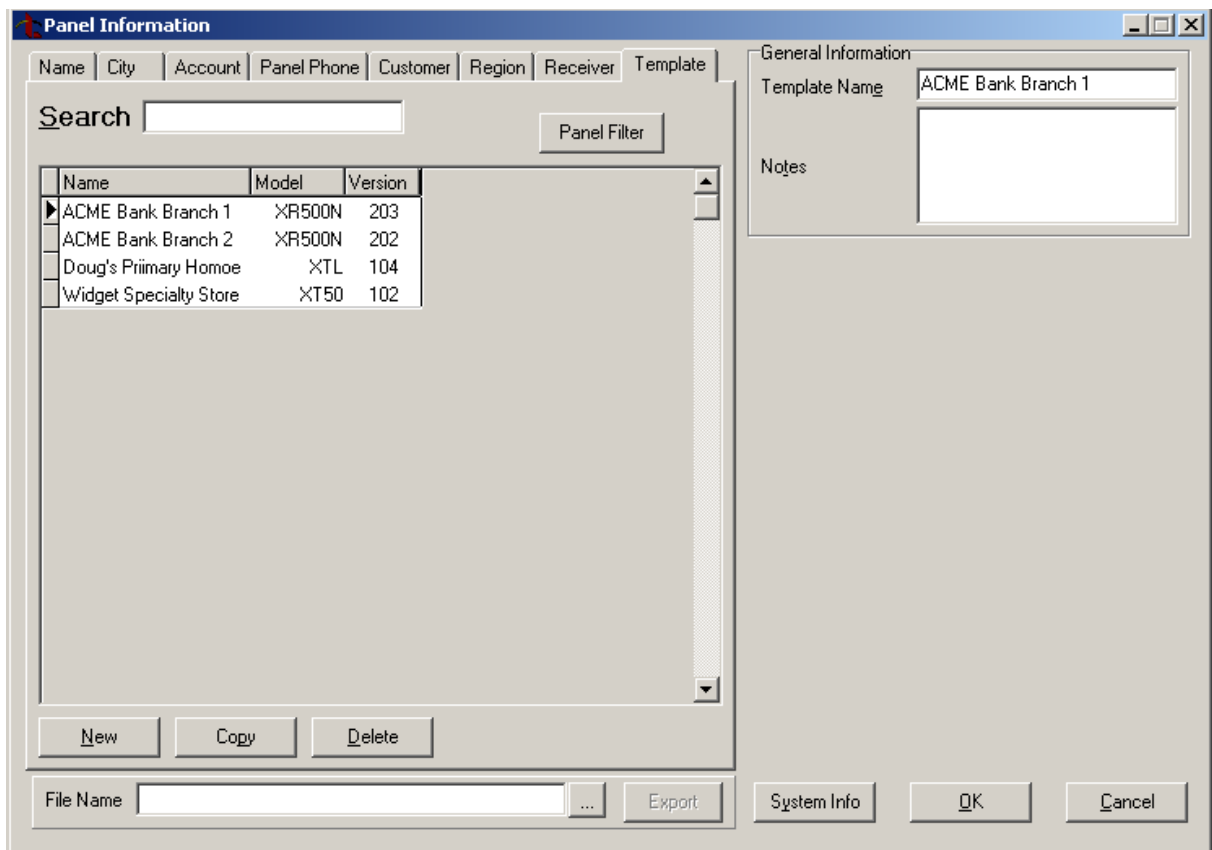 Panel Information
Name City Account Panel Phone Customer Region Receiver Template
Search
Panel Filter
Name Model Version
ACME Bank Branch 1 XR500N 203
ACME Bank Branch 2 XR500N 202
Doug's Priimary Homoe XTL 104
Widget Specialty Store XT50 102
New Copy Delete
File Name ... Export
General Information
Template Name ACME Bank Branch 1
Notes
System Info OK Cancel